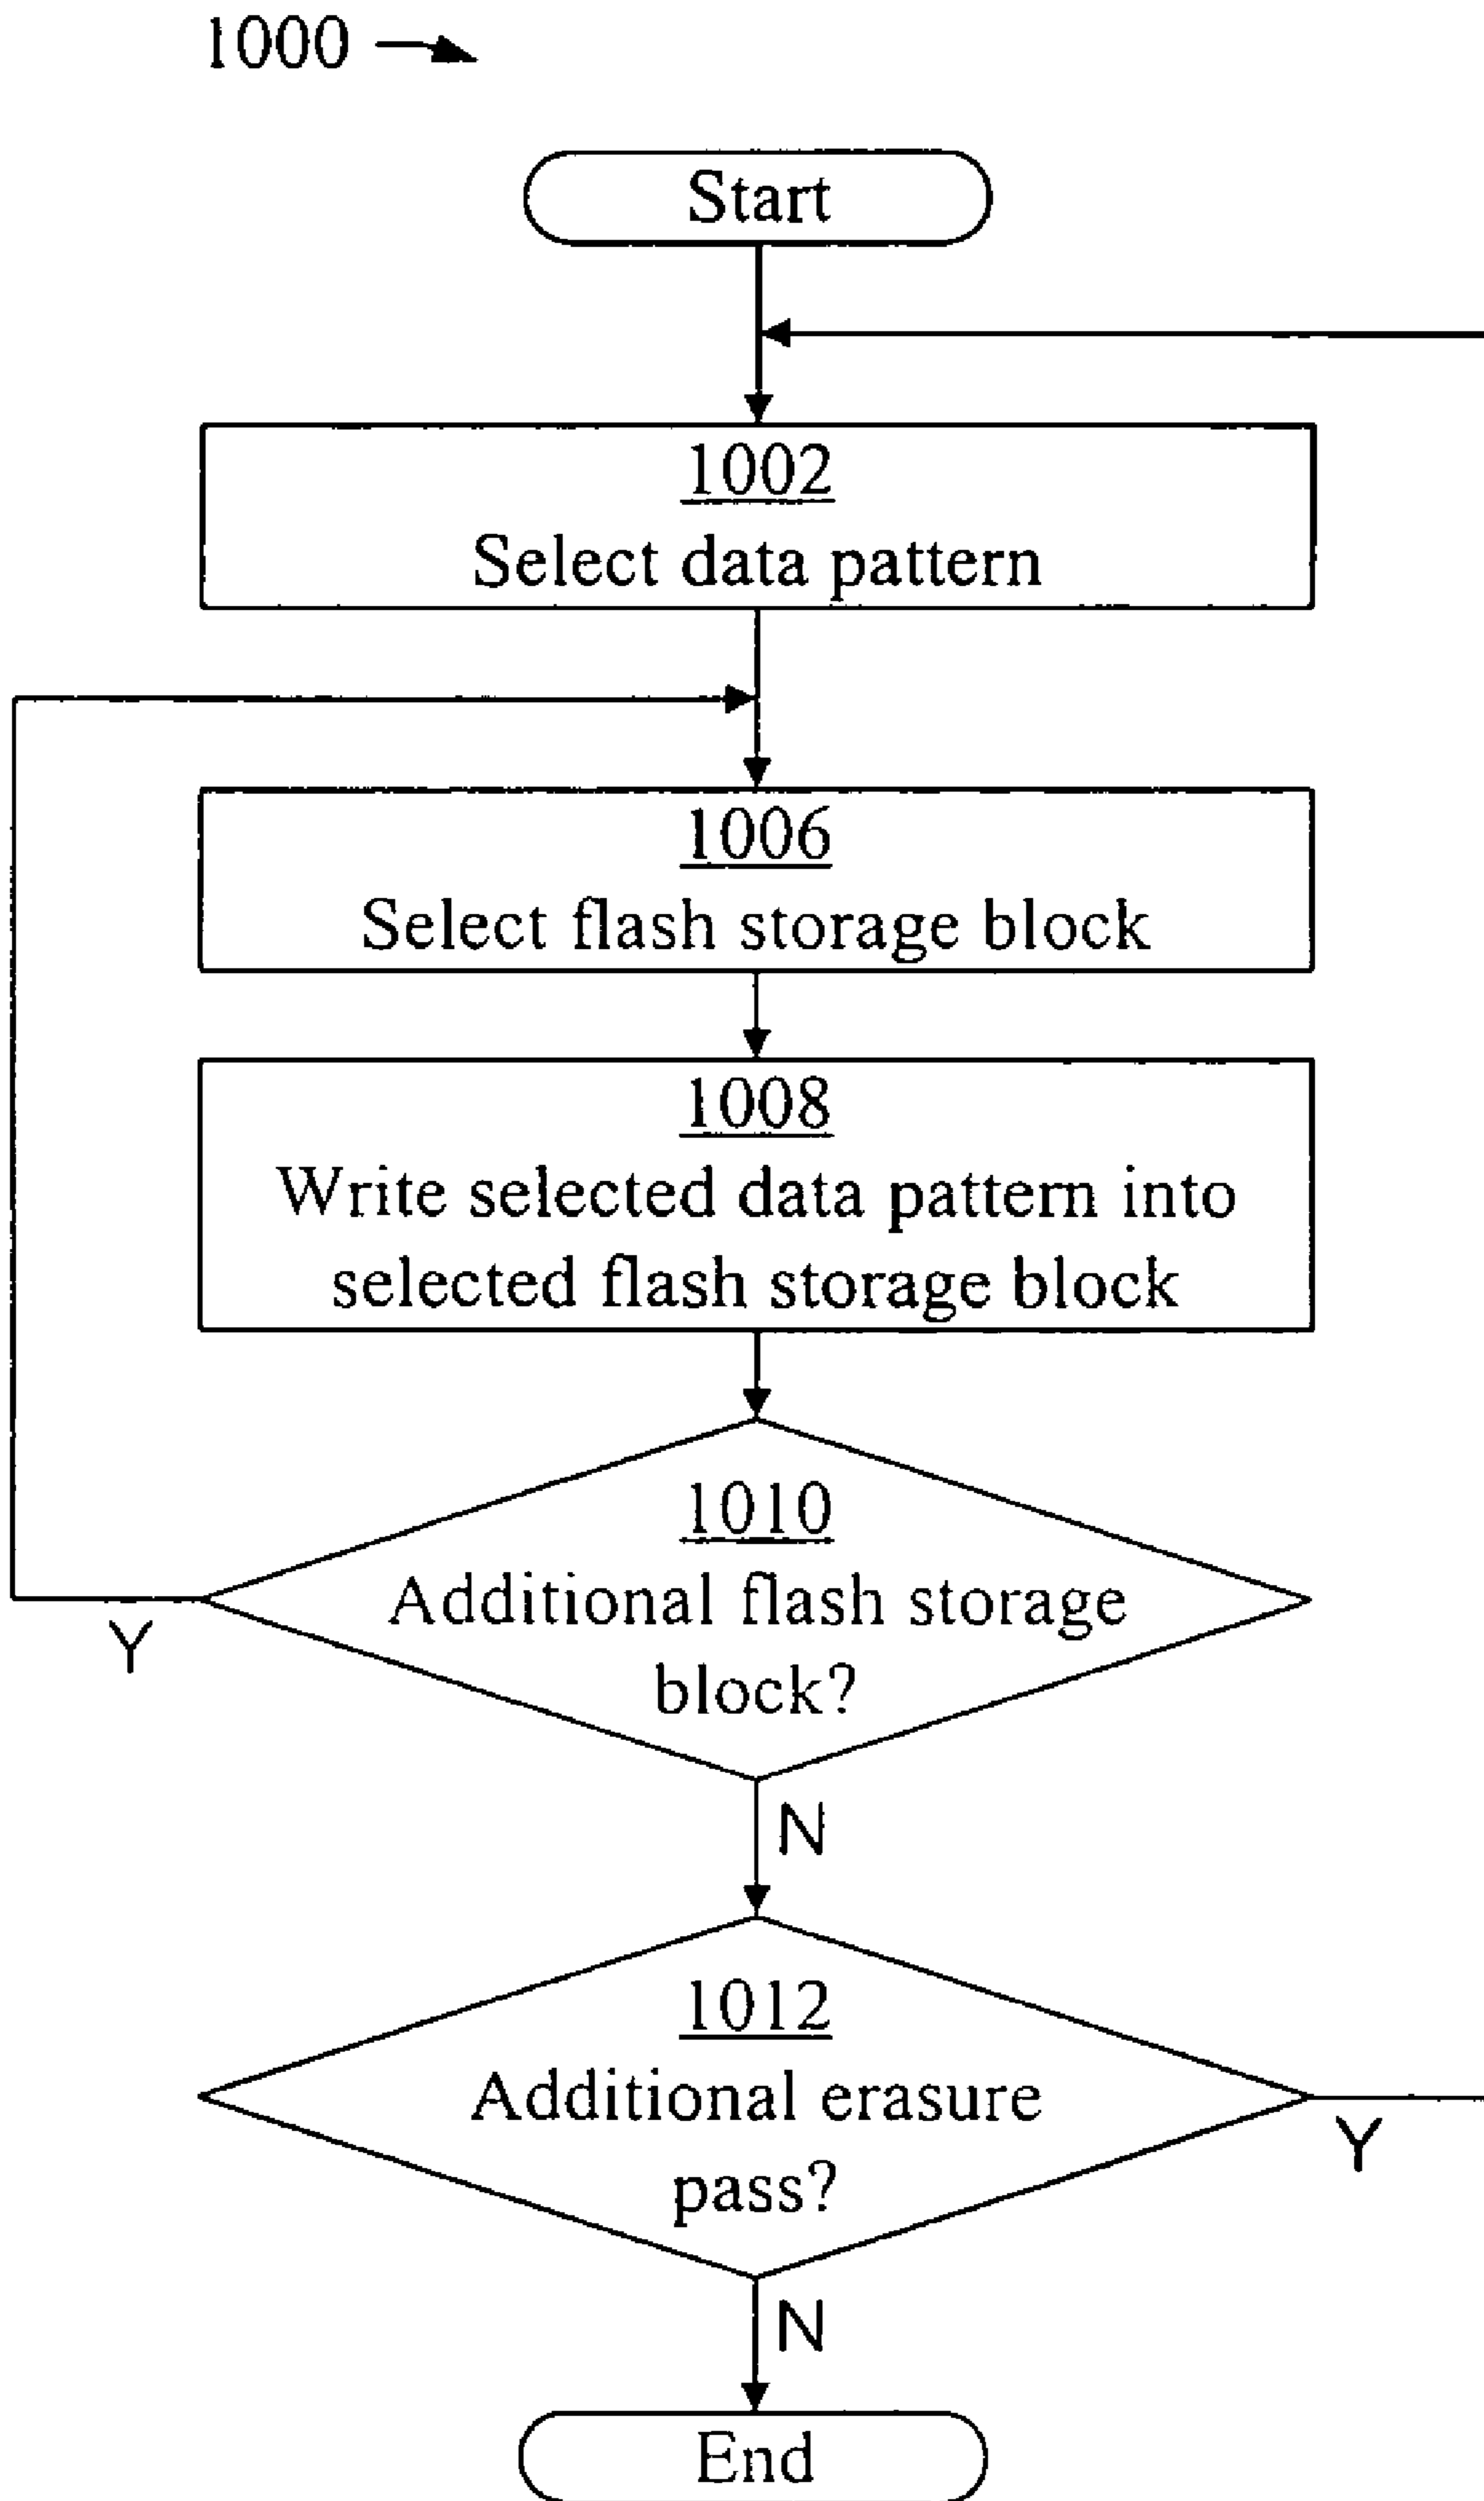 1000
Start
1002
Select data pattern
1006
Select flash storage block
1008
Write selected data pattern into
selected flash storage block
1010
Additional flash storage
block?
Y
N
1012
Additional erasure
pass?
Y
N
End